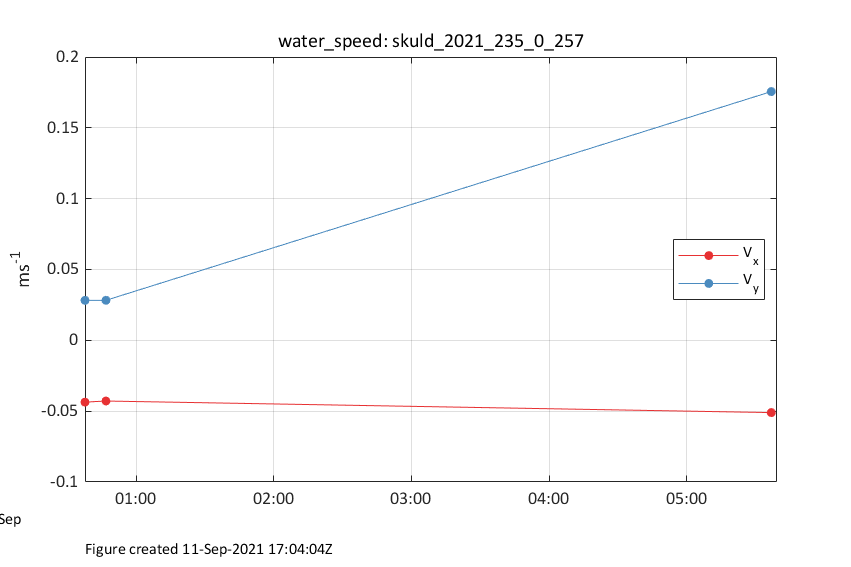 water_speed: skuld_2021_235_0_257
0.2
0.15
0.1
0.05
0
-0.05
-0.1
ms-1
Vx
Vy
01:00
02:00
03:00
04:00
05:00
Sep
Figure created 11-Sep-2021 17:04:04Z